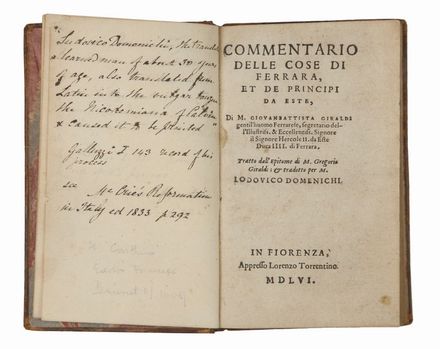 Ludovico Domenichi, the translator
a learned man of about 30 years
of age, also translated from
Latin into the vulgar tongue
the Nicodemiana of Calvin
& caused it to be printed
Galluzzi I 143 record of his
process
see McCrie's Reformation
in Italy ed 1833 p 292
COMMENTARIO
DELLE COSE DI
FERRARA,
ET DE PRINCIPI
DA ESTE,
Di M. GIOVANBATTISTA GIRALDI
gentil'huomo Ferrarese, segretario del-
l'Illustriss. & Eccellentiss. Signore
il Signore Hercole II. da Este
Duca IIII. di Ferrara.
Tratto dall'Epitome di M. Gregorio
Giraldi: & tradotto per M.
LODOVICO DOMENICHI.
IN FIORENZA,
Appresso Lorenzo Torrentino.
MDLVI.